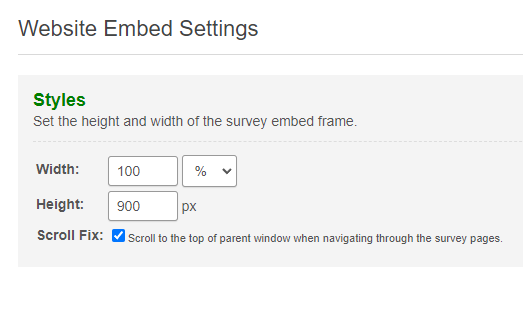 Website Embed Settings
Styles
Set the height and width of the survey embed frame.
Width: 100 %
Height: 900 px
Scroll Fix: Scroll to the top of parent window when navigating through the survey pages.